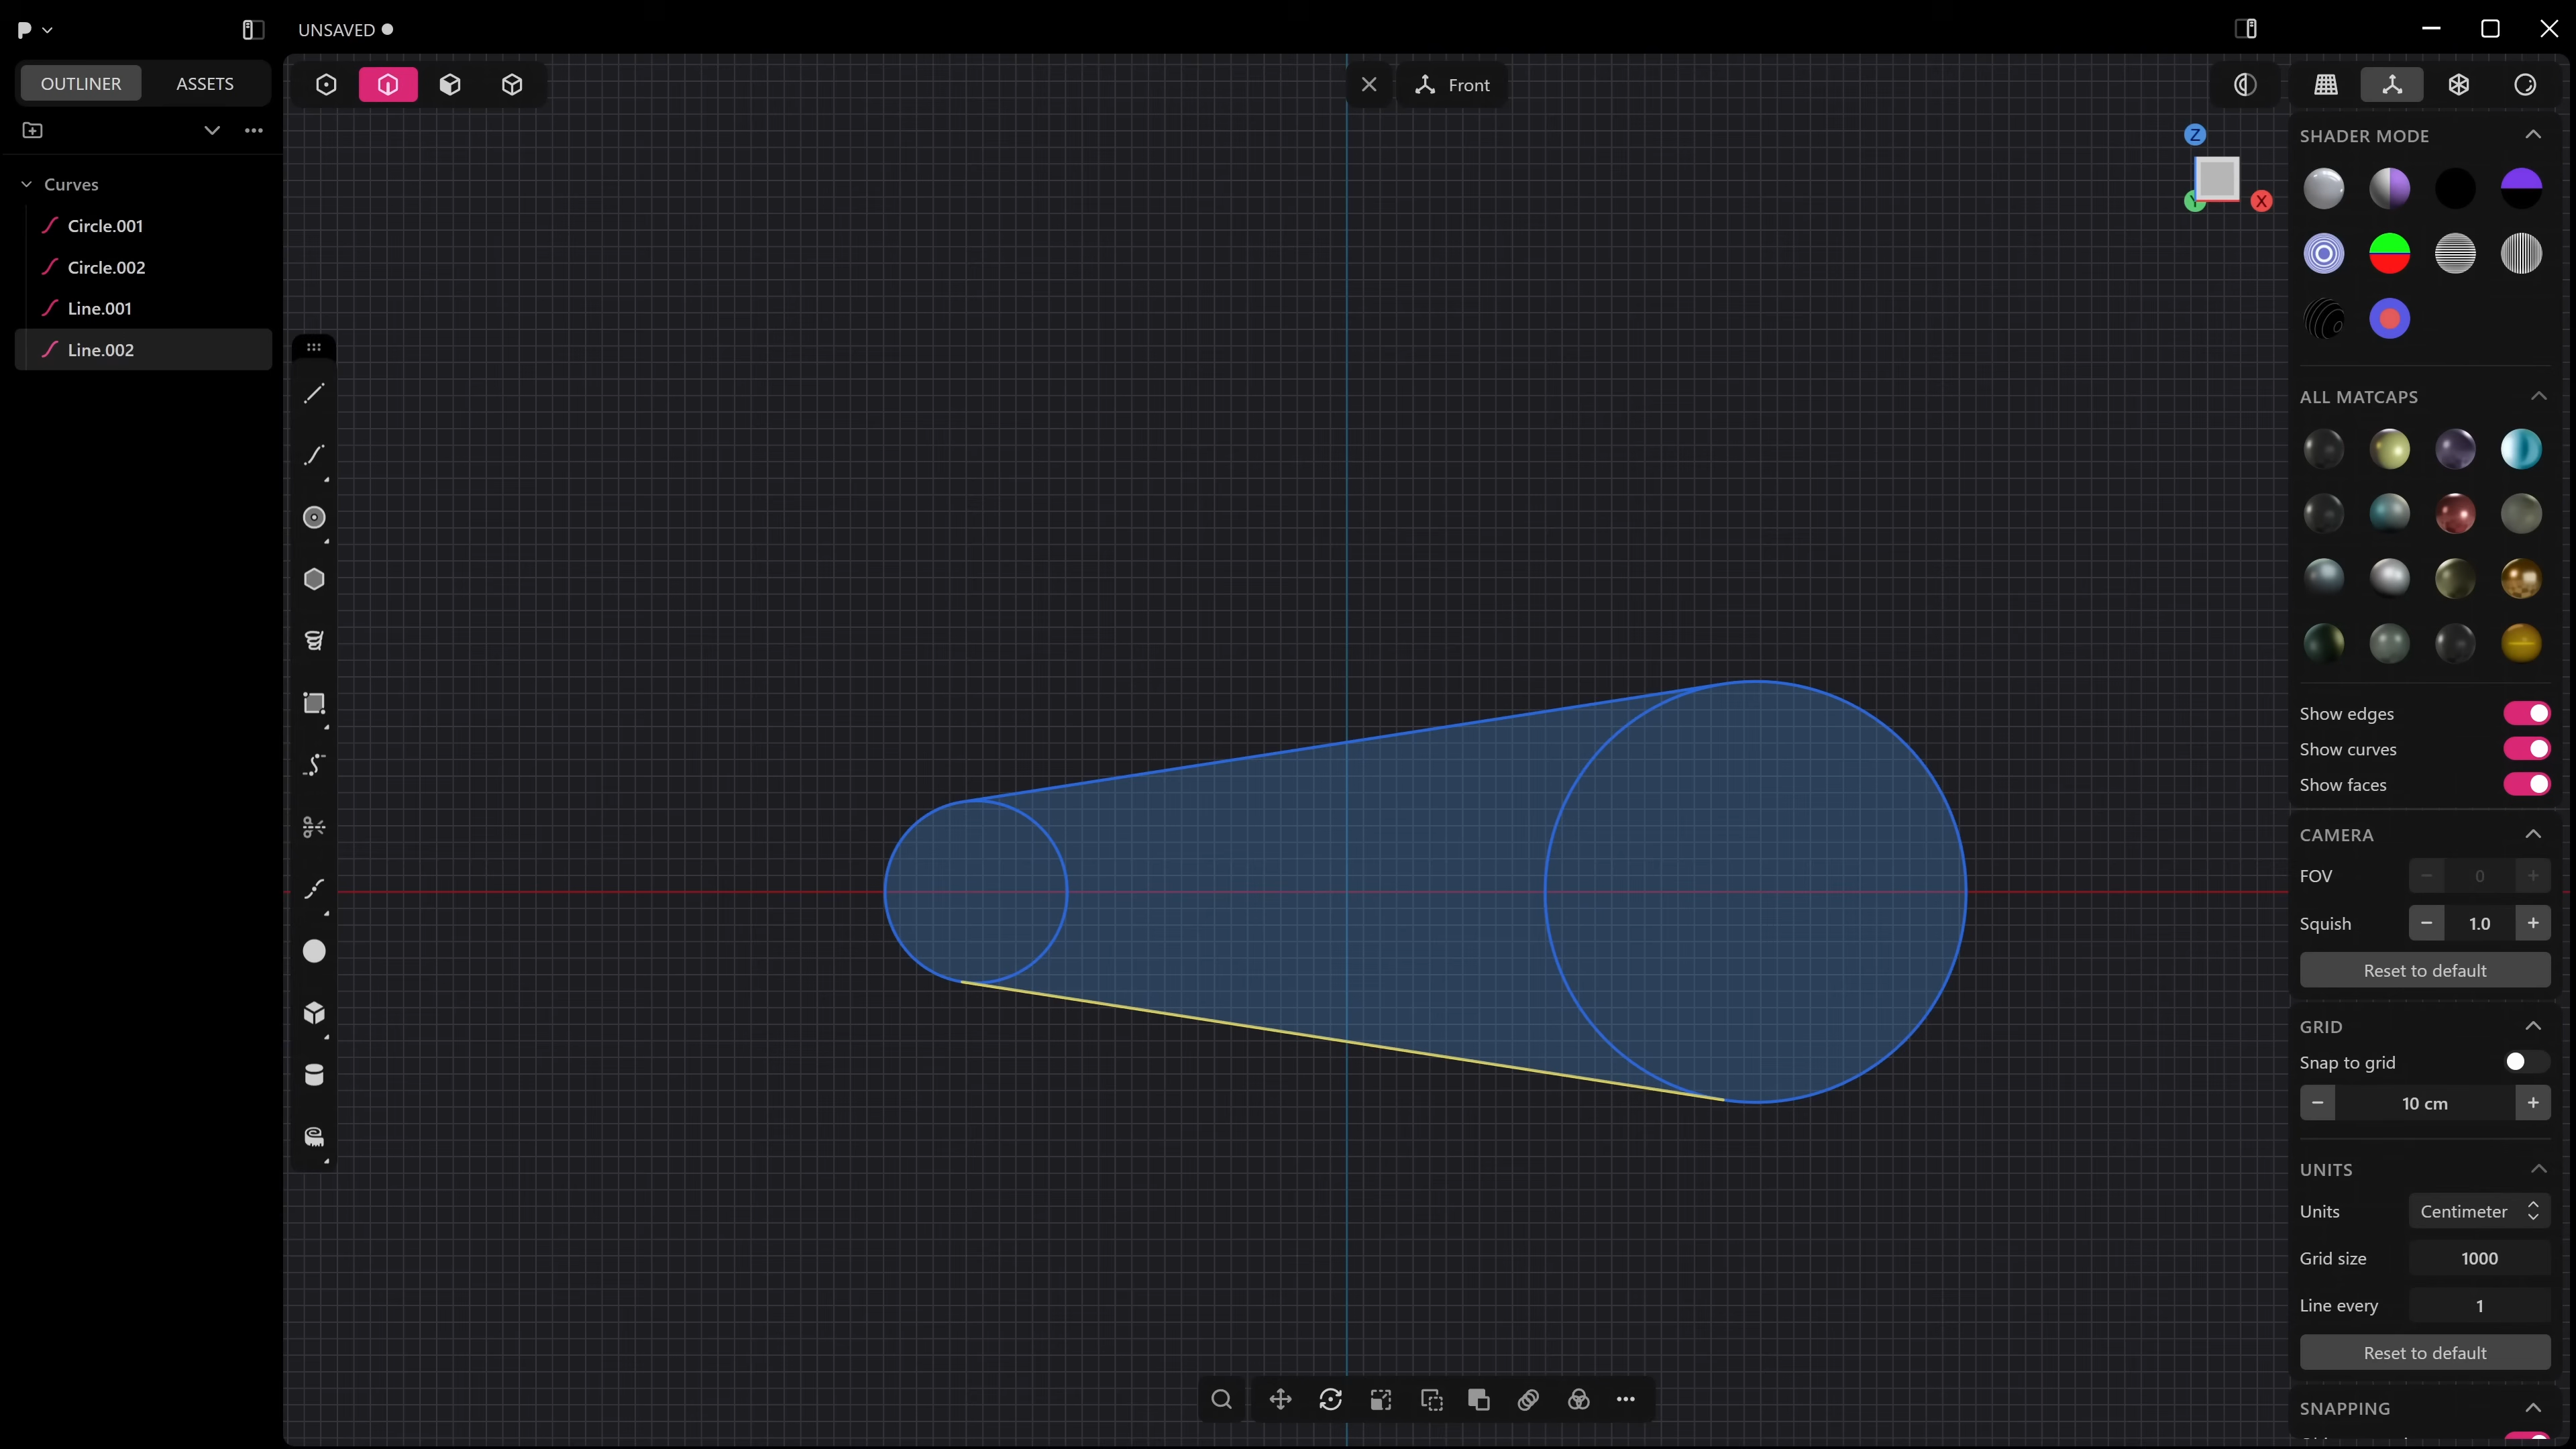 UNSAVED
OUTLINER ASSETS
Curves
Circle.001
Circle.002
Line.001
Line.002
Front
Z
Y X
SHADER MODE
ALL MATCAPS
Show edges
Show curves
Show faces
CAMERA
FOV - 0 +
Squish - 1.0 +
Reset to default
GRID
Snap to grid
- 10 cm +
UNITS
Units Centimeter
Grid size 1000
Line every 1
Reset to default
SNAPPING